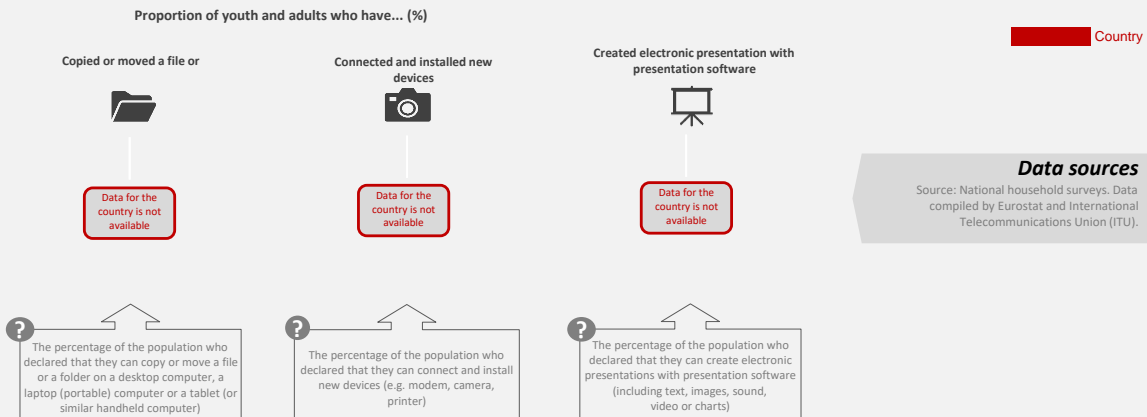 Proportion of youth and adults who have... (%)
Country
Copied or moved a file or
Connected and installed new
devices
Created electronic presentation with
presentation software
Data for the
country is not
available
Data for the
country is not
available
Data for the
country is not
available
Data sources
Source: National household surveys. Data
compiled by Eurostat and International
Telecommunications Union (ITU).
?
The percentage of the population who
declared that they can copy or move a file
or a folder on a desktop computer, a
laptop (portable) computer or a tablet (or
similar handheld computer)
?
The percentage of the population who
declared that they can connect and install
new devices (e.g. modem, camera,
printer)
?
The percentage of the population who
declared that they can create electronic
presentations with presentation software
(including text, images, sound,
video or charts)